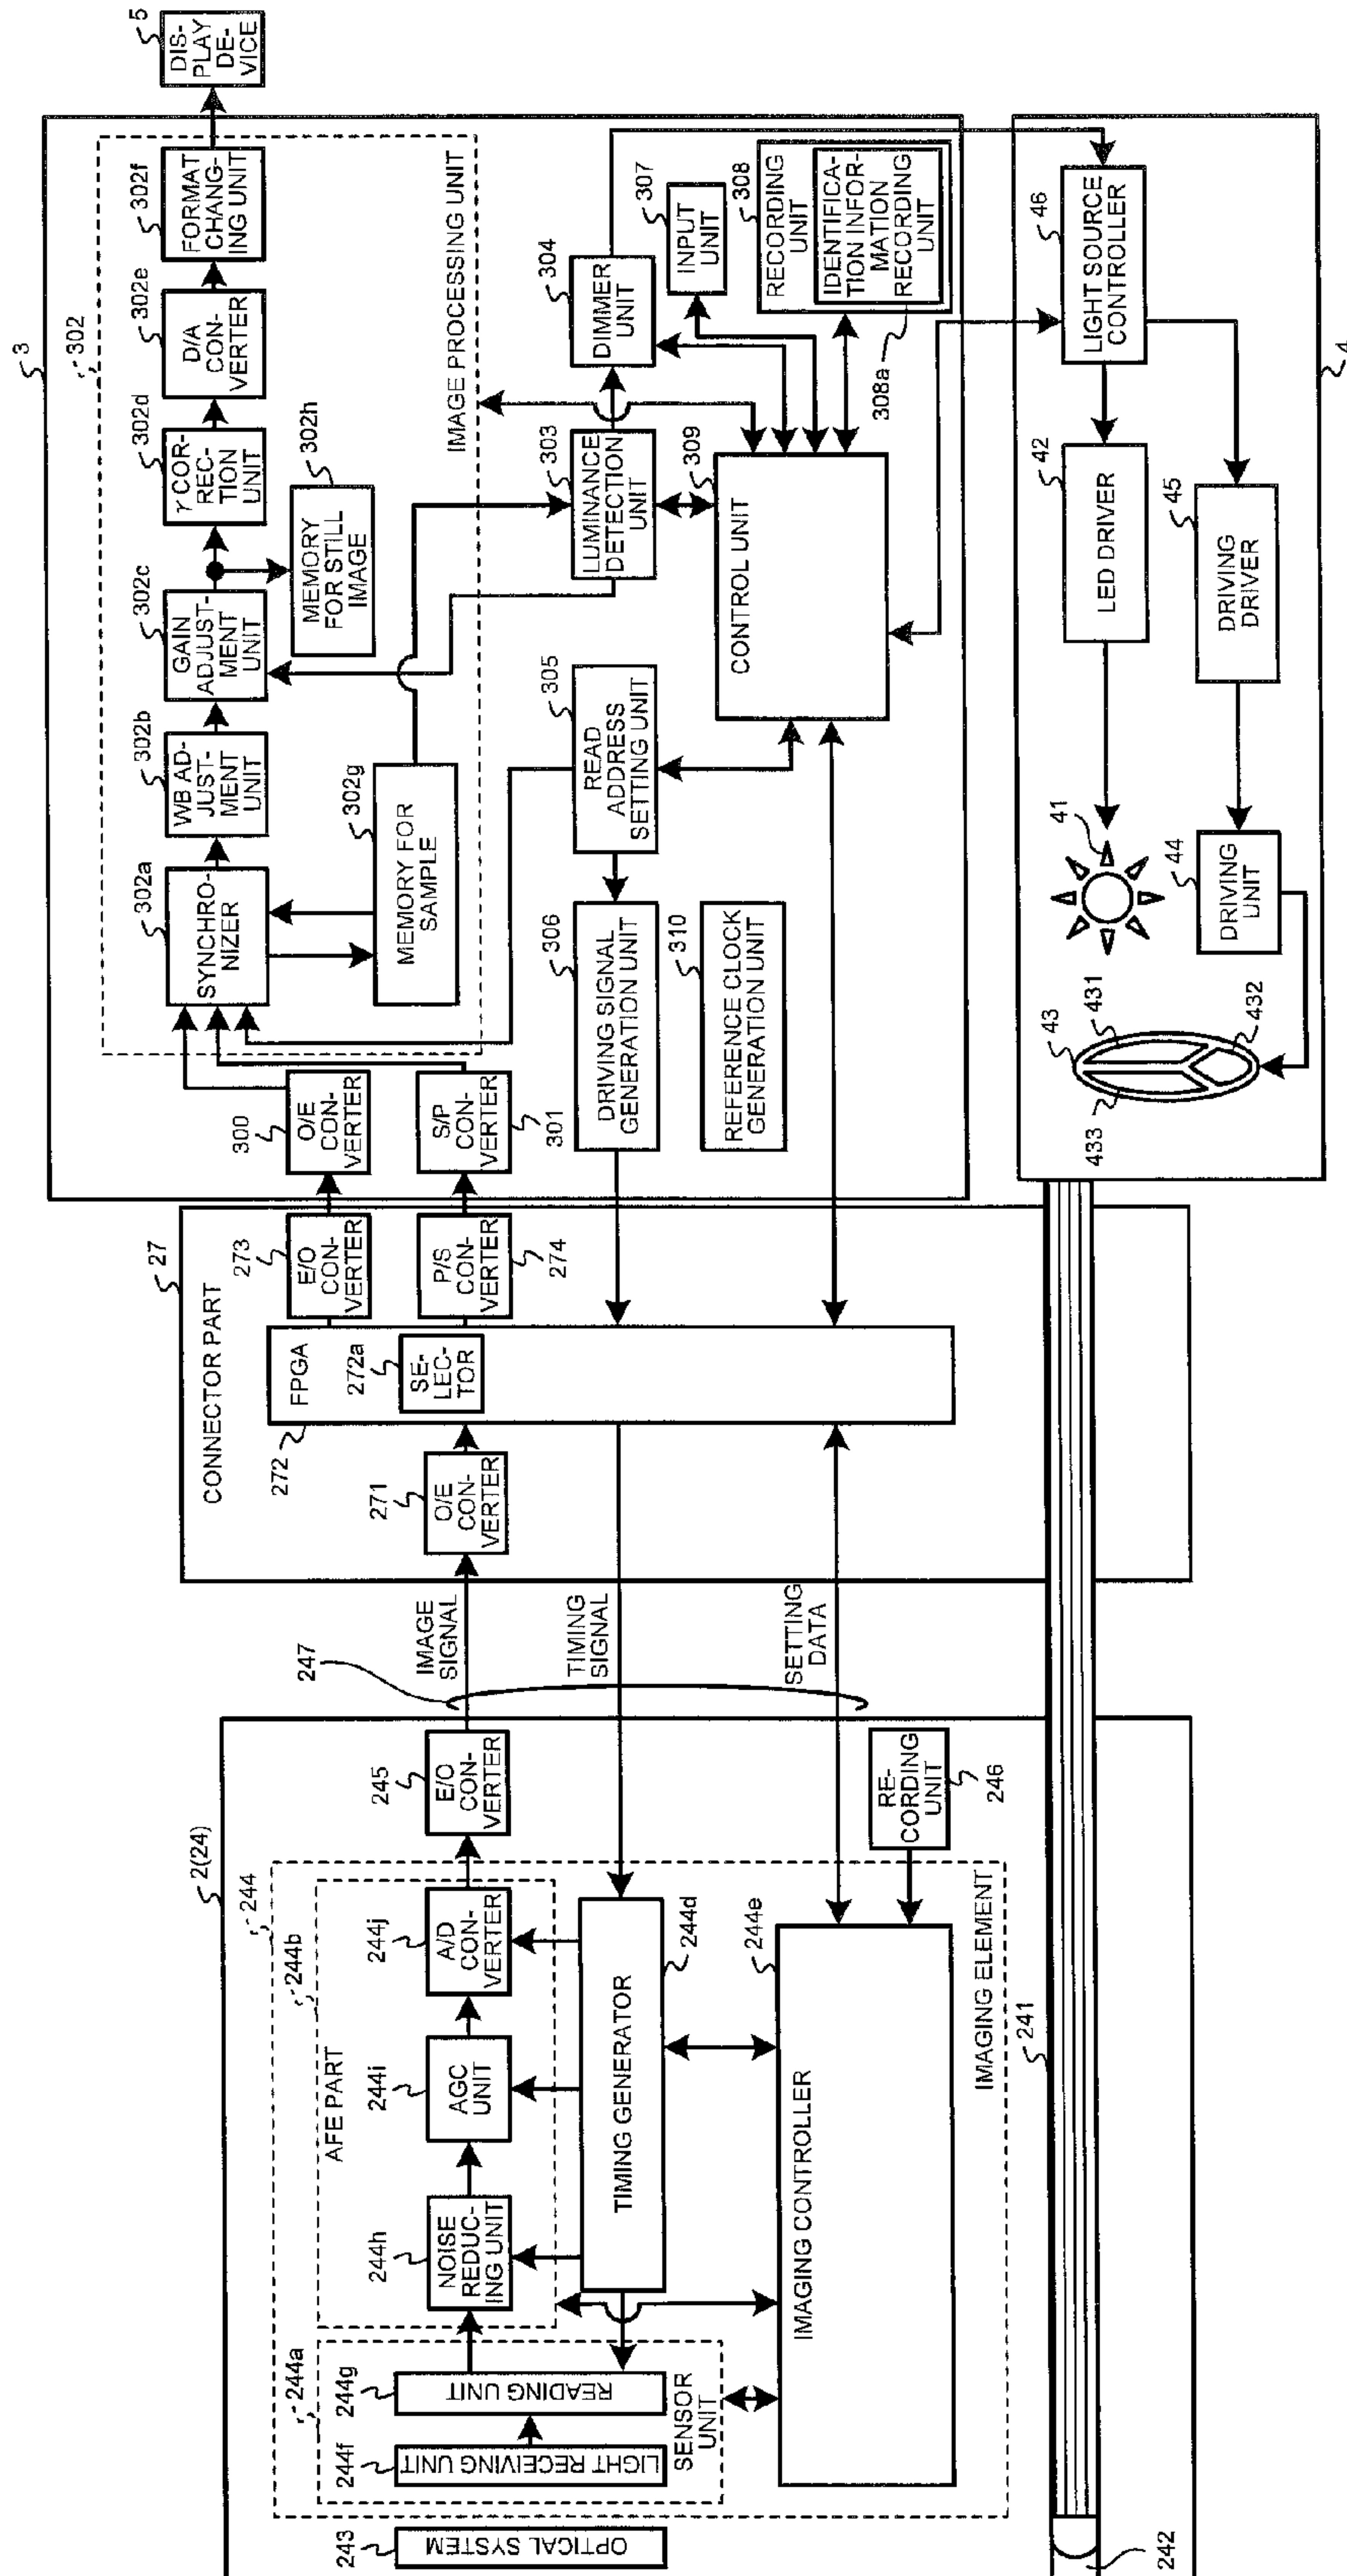 2(24)
244
244b
244a
AFE PART
243
OPTICAL SYSTEM
244f
LIGHT RECEIVING UNIT
244g
READING UNIT
SENSOR
UNIT
244h
NOISE
REDUC-
ING UNIT
244i
AGC
UNIT
244j
A/D
CON-
VERTER
245
E/O
CON-
VERTER
TIMING GENERATOR
244d
IMAGING CONTROLLER
244e
RE-
CORDING
UNIT
246
IMAGING ELEMENT
241
242
247
IMAGE
SIGNAL
TIMING
SIGNAL
SETTING
DATA
27
CONNECTOR PART
271
O/E
CON-
VERTER
272
FPGA
272a
SE-
LEC-
TOR
273
E/O
CON-
VERTER
P/S
CON-
VERTER
274
3
300
O/E
CON-
VERTER
S/P
CON-
VERTER
301
302
302a
SYNCHRO-
NIZER
302b
WB AD-
JUST-
MENT
UNIT
302c
GAIN
ADJUST-
MENT
UNIT
302d
γ COR-
REC-
TION
UNIT
302e
D/A
CON-
VERTER
302f
FORMAT
CHANG-
ING UNIT
302g
MEMORY FOR
SAMPLE
302h
MEMORY
FOR STILL
IMAGE
IMAGE PROCESSING UNIT
5
DIS-
PLAY
DE-
VICE
306
DRIVING SIGNAL
GENERATION UNIT
305
READ
ADDRESS
SETTING UNIT
303
LUMINANCE
DETECTION
UNIT
304
DIMMER
UNIT
307
INPUT
UNIT
308
RECORDING
UNIT
IDENTIFICA-
TION INFOR-
MATION
RECORDING
UNIT
308a
310
REFERENCE CLOCK
GENERATION UNIT
309
CONTROL UNIT
4
43
431
432
433
41
42
LED DRIVER
44
DRIVING
UNIT
45
DRIVING
DRIVER
46
LIGHT SOURCE
CONTROLLER